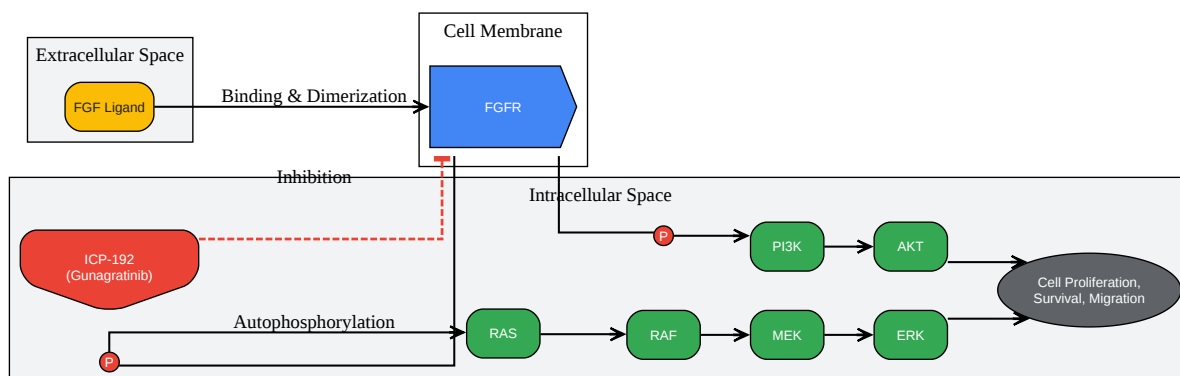 Cell Membrane
Extracellular Space
FGF Ligand
Binding & Dimerization
FGFR
Inhibition
Intracellular Space
ICP-192
(Gunagratinib)
P
PI3K
AKT
Cell Proliferation,
Survival, Migration
Autophosphorylation
RAS
RAF
MEK
ERK
P